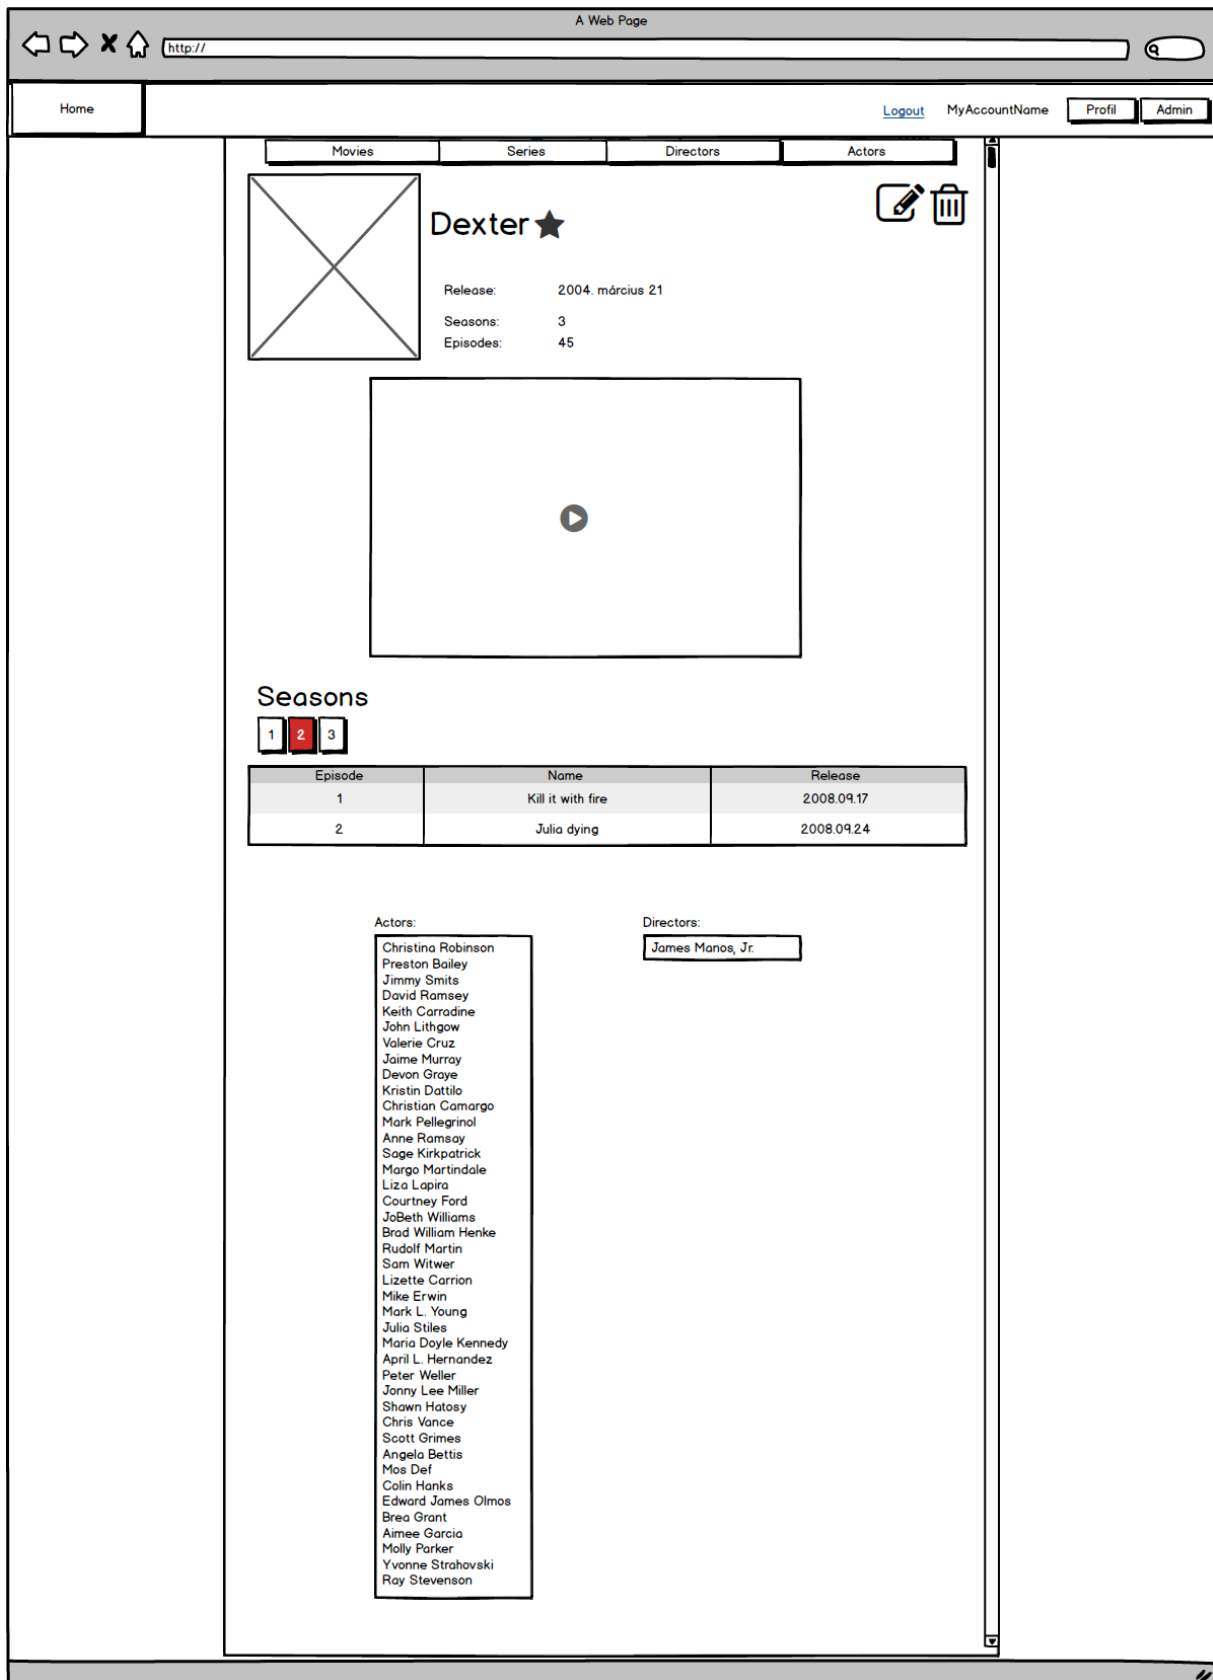 A Web Page
http://
Home
Logout MyAccountName Profil Admin
Movies Series Directors Actors
Dexter
Release: 2004. március 21
Seasons: 3
Episodes: 45
Seasons
1 2 3
Episode Name Release
1 Kill it with fire 2008.09.17
2 Julia dying 2008.09.24
Actors:
Christina Robinson
Preston Bailey
Jimmy Smits
David Ramsey
Keith Carradine
John Lithgow
Valerie Cruz
Jaime Murray
Devon Graye
Kristin Dattilo
Christian Camargo
Mark Pellegrinol
Anne Ramsay
Sage Kirkpatrick
Margo Martindale
Liza Lapira
Courtney Ford
JoBeth Williams
Brad William Henke
Rudolf Martin
Sam Witwer
Lizette Carrion
Mike Erwin
Mark L. Young
Julia Stiles
Maria Doyle Kennedy
April L. Hernandez
Peter Weller
Jonny Lee Miller
Shawn Hatosy
Chris Vance
Scott Grimes
Angela Bettis
Mos Def
Colin Hanks
Edward James Olmos
Brea Grant
Aimee Garcia
Molly Parker
Yvonne Strahovski
Ray Stevenson
Directors:
James Manos, Jr.